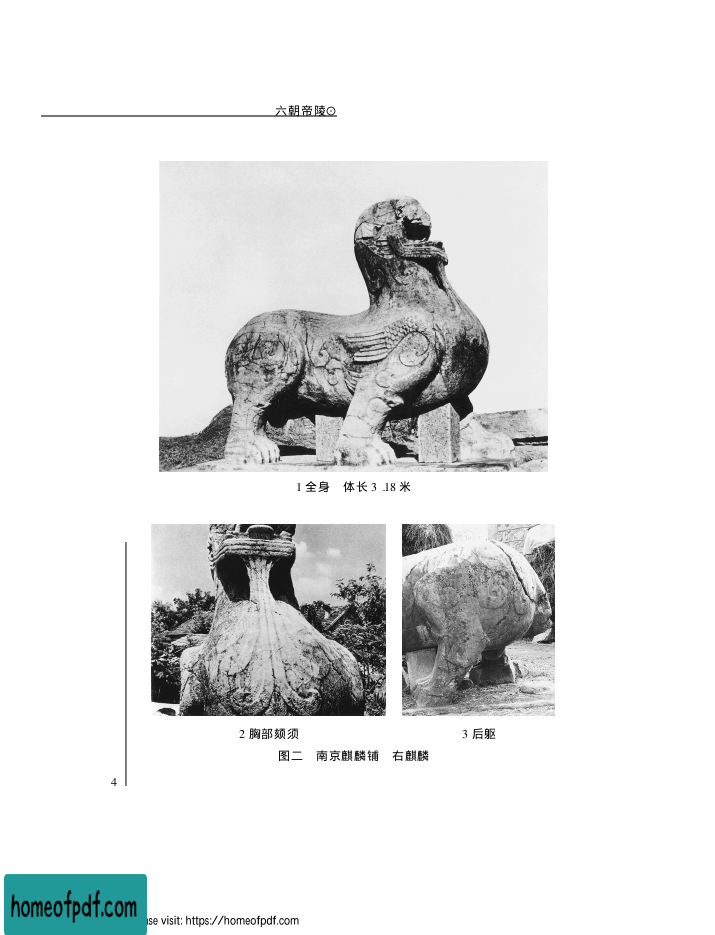 六朝帝陵⊙
1 全身 体长 3 .18 米
2 胸部颏须
3 后躯
图二 南京麒麟铺 右麒麟
4
homeofpdf.com
se visit: https://homeofpdf.com